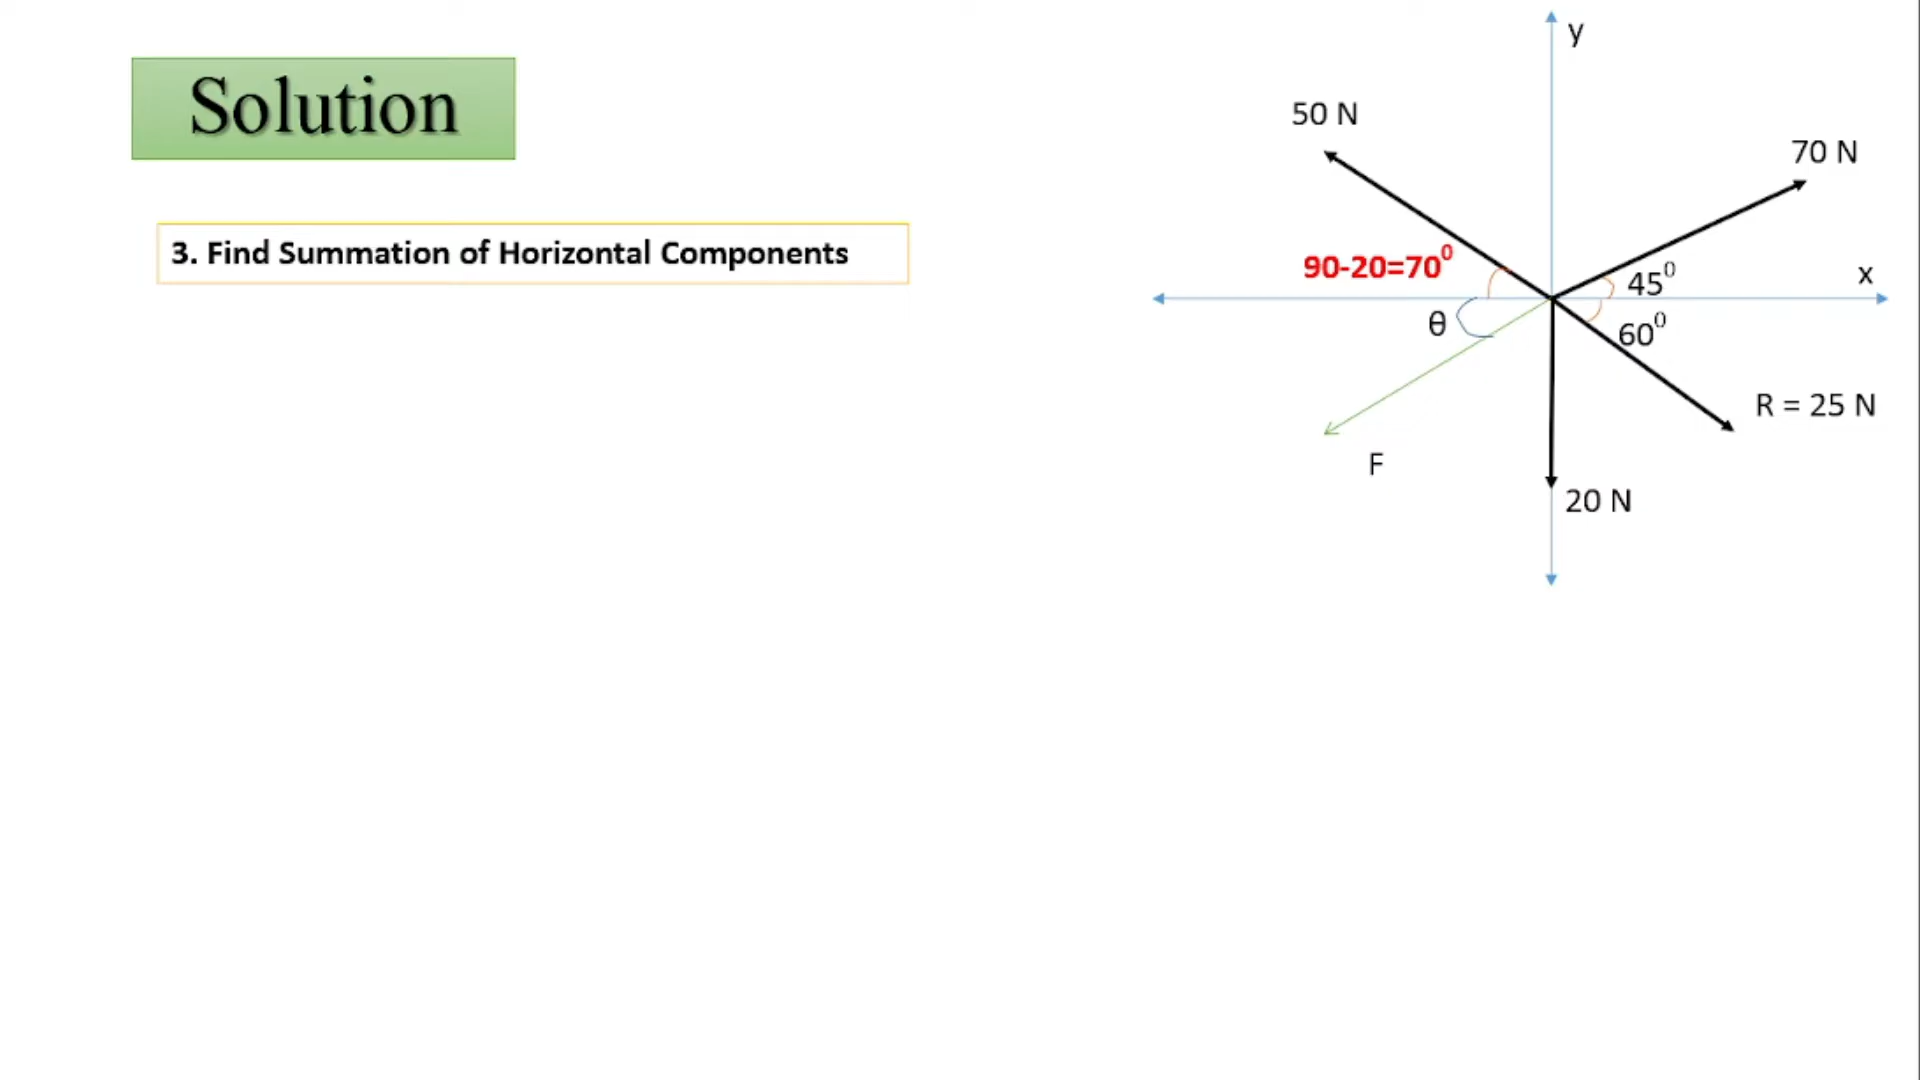 Solution
3. Find Summation of Horizontal Components
y
50 N
70 N
90-20=70⁰
45⁰
x
θ
60⁰
R = 25 N
F
20 N